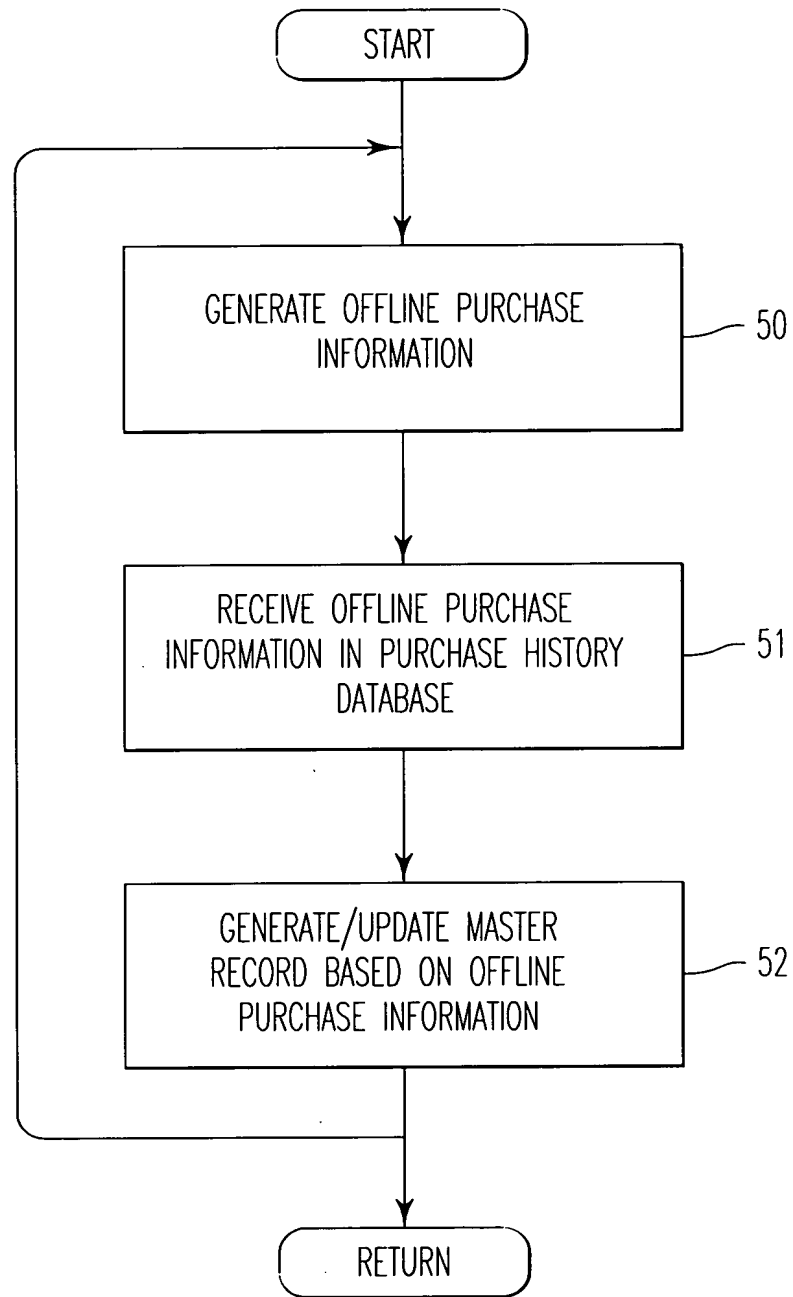 START
GENERATE OFFLINE PURCHASE
INFORMATION
50
RECEIVE OFFLINE PURCHASE
INFORMATION IN PURCHASE HISTORY
DATABASE
51
GENERATE/UPDATE MASTER
RECORD BASED ON OFFLINE
PURCHASE INFORMATION
52
RETURN